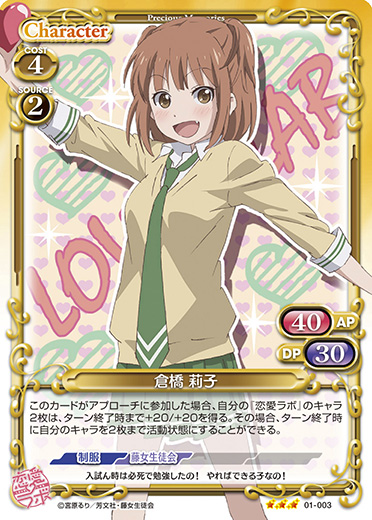 Precious Memories
Character
COST
4
SOURCE
2
40 AP
DP 30
倉橋 莉子
このカードがアプローチに参加した場合、自分の『恋愛ラボ』のキャラ
2枚は、ターン終了時まで+20/+20を得る。その場合、ターン終了時
に自分のキャラを2枚まで活動状態にすることができる。
制服
藤女生徒会
入試ん時は必死で勉強したの! やればできる子なの!
恋愛
ラボ
©宮原るり/芳文社・藤女生徒会
★★★ 01-003